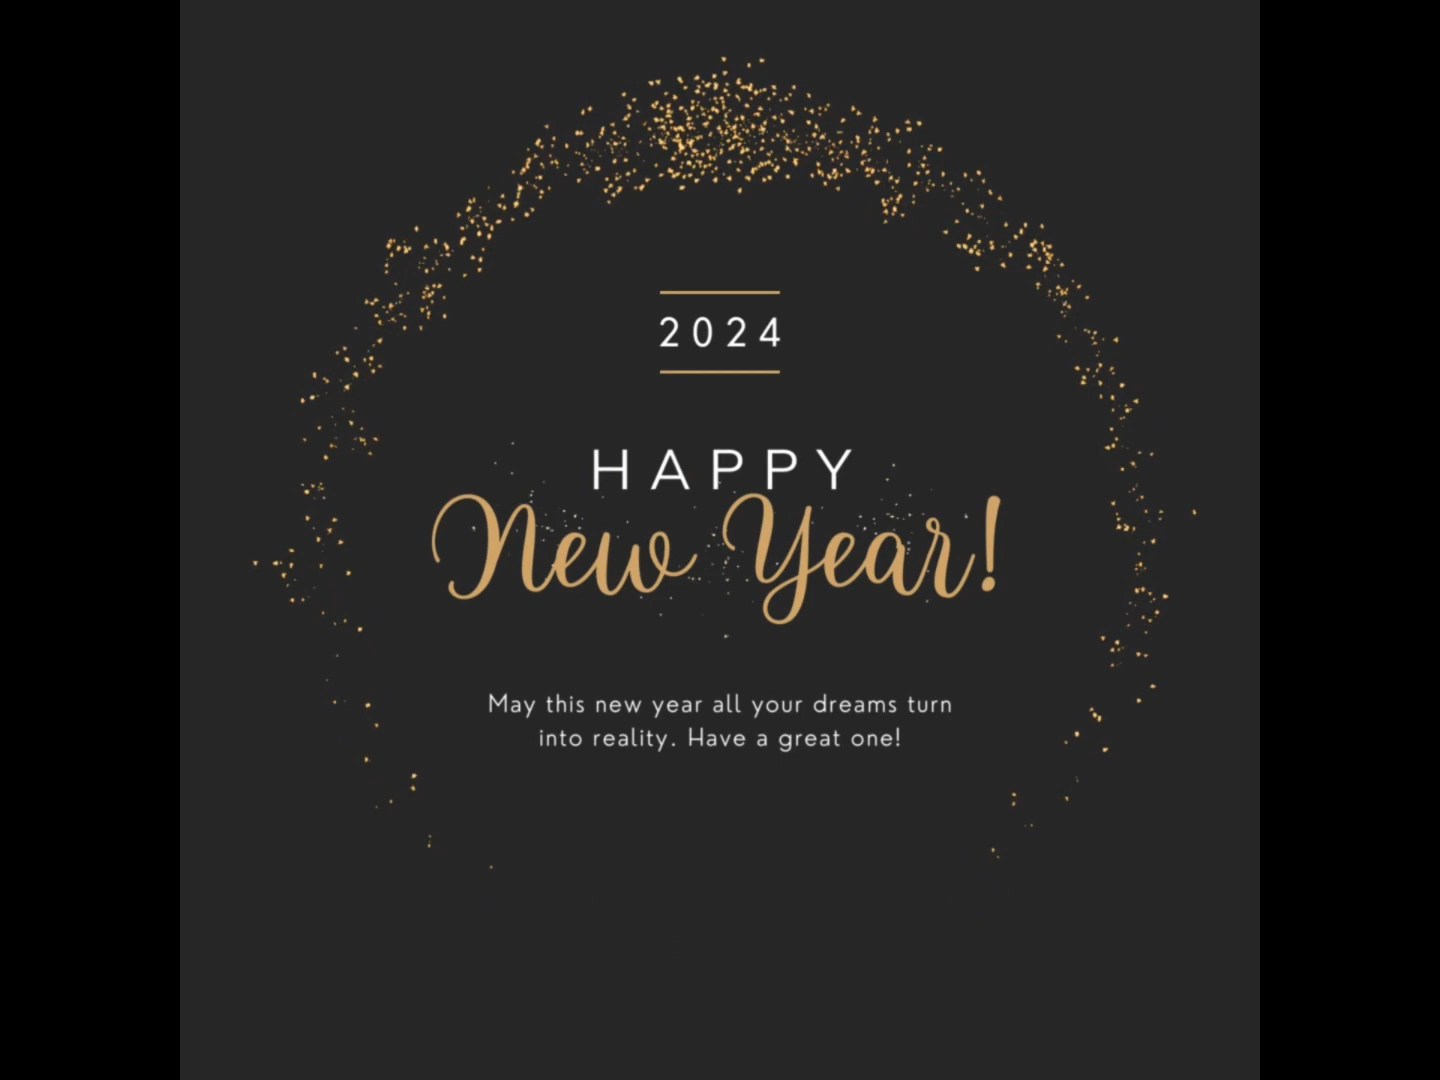 2024
HAPPY
New Year!
May this new year all your dreams turn
into reality. Have a great one!